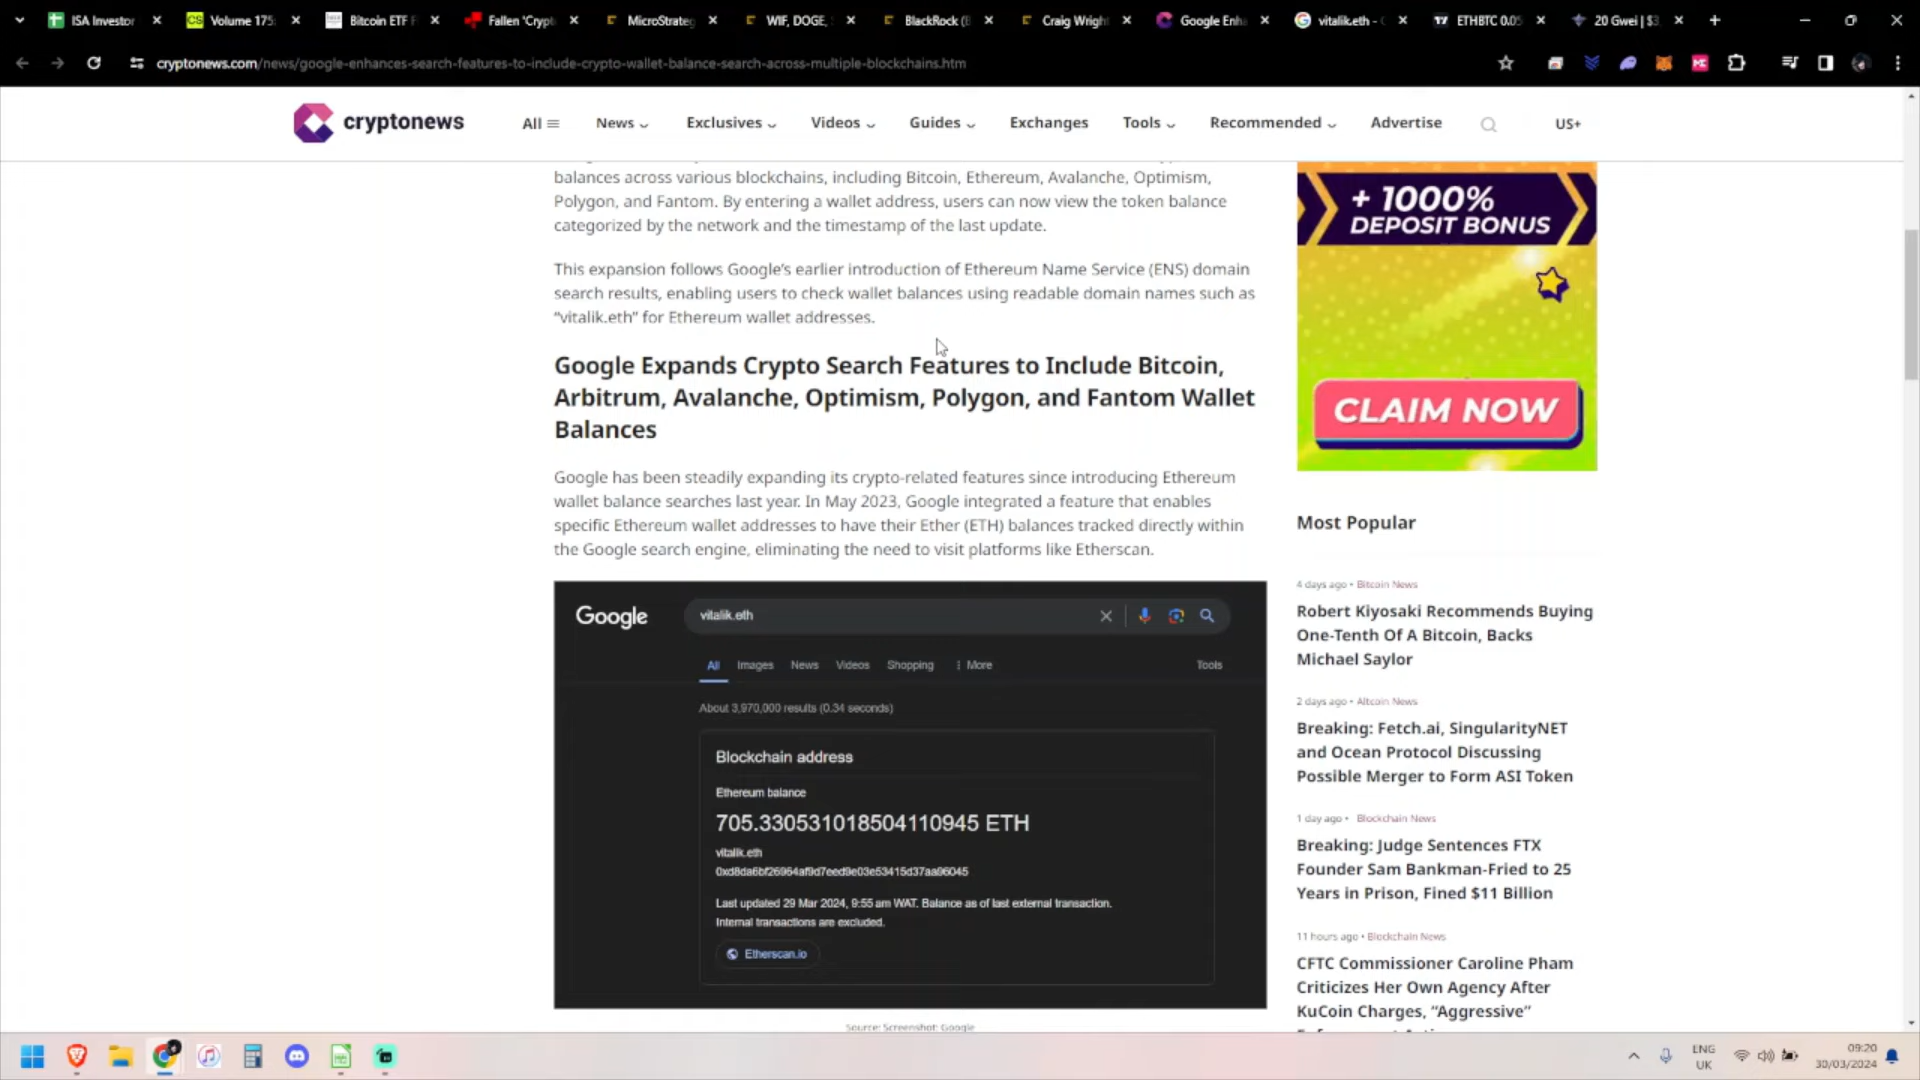 ISA Investor
Volume 175:
Bitcoin ETF F
Fallen 'Crypt
MicroStrateg
WIF, DOGE,
BlackRock (B
Craig Wright
Google Enha
vitalik.eth - G
ETHBTC 0.05
20 Gwei | $3,
cryptonews.com/news/google-enhances-search-features-to-include-crypto-wallet-balance-search-across-multiple-blockchains.htm
cryptonews
All
News
Exclusives
Videos
Guides
Exchanges
Tools
Recommended
Advertise
US+
balances across various blockchains, including Bitcoin, Ethereum, Avalanche, Optimism,
Polygon, and Fantom. By entering a wallet address, users can now view the token balance
categorized by the network and the timestamp of the last update.
This expansion follows Google's earlier introduction of Ethereum Name Service (ENS) domain
search results, enabling users to check wallet balances using readable domain names such as
“vitalik.eth” for Ethereum wallet addresses.
Google Expands Crypto Search Features to Include Bitcoin,
Arbitrum, Avalanche, Optimism, Polygon, and Fantom Wallet
Balances
Google has been steadily expanding its crypto-related features since introducing Ethereum
wallet balance searches last year. In May 2023, Google integrated a feature that enables
specific Ethereum wallet addresses to have their Ether (ETH) balances tracked directly within
the Google search engine, eliminating the need to visit platforms like Etherscan.
Google
vitalik.eth
All
Images
News
Videos
Shopping
More
Tools
About 3,970,000 results (0.34 seconds)
Blockchain address
Ethereum balance
705.330531018504110945 ETH
vitalik.eth
0xd8da6bf26964af9d7eed9e03e53415d37aa96045
Last updated 29 Mar 2024, 9:55 am WAT. Balance as of last external transaction.
Internal transactions are excluded.
Etherscan.io
Source: Screenshot: Google
+ 1000%
DEPOSIT BONUS
CLAIM NOW
Most Popular
4 days ago • Bitcoin News
Robert Kiyosaki Recommends Buying
One-Tenth Of A Bitcoin, Backs
Michael Saylor
2 days ago • Altcoin News
Breaking: Fetch.ai, SingularityNET
and Ocean Protocol Discussing
Possible Merger to Form ASI Token
1 day ago • Blockchain News
Breaking: Judge Sentences FTX
Founder Sam Bankman-Fried to 25
Years in Prison, Fined $11 Billion
11 hours ago • Blockchain News
CFTC Commissioner Caroline Pham
Criticizes Her Own Agency After
KuCoin Charges, “Aggressive”
ENG
UK
09:20
30/03/2024